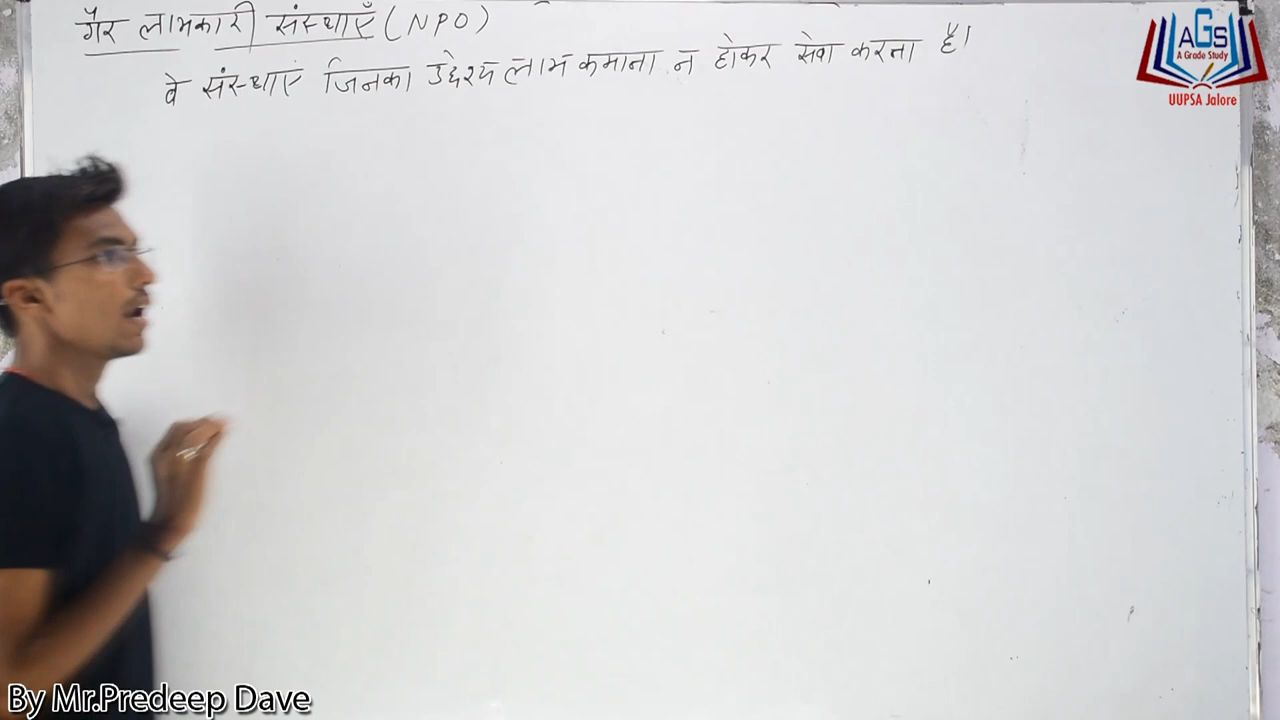 गैर लाभकारी संस्थाएँ (NPO)
वे संस्थाएं जिनका उद्देश्य लाभ कमाना न होकर सेवा करना है।
AGS
A Grade Study
UUPSA Jalore
By Mr.Predeep Dave